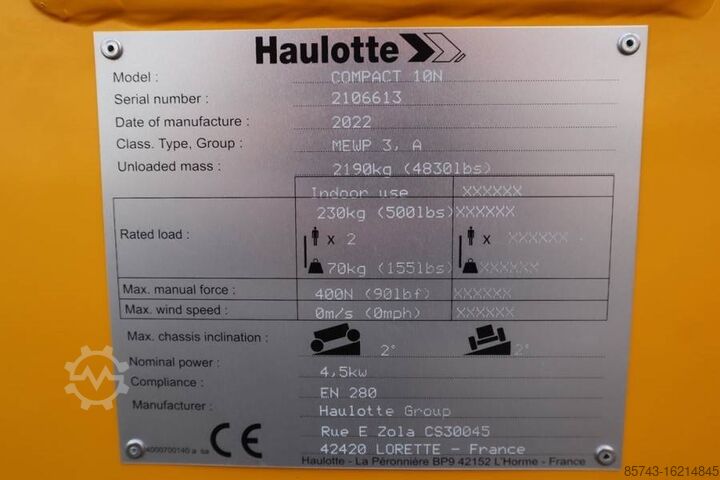 Haulotte
Model : COMPACT 10N
Serial number : 2106613
Date of manufacture : 2022
Class. Type, Group : MEWP 3, A
Unloaded mass : 2190kg (4830lbs)
Indoor use XXXXXX
230kg (500lbs) XXXXXX
Rated load : x 2 x XXXXXX
70kg (155lbs) XXXXXX
Max. manual force : 400N (90lbf) XXXXXX
Max. wind speed : 0m/s (0mph) XXXXXX
Max. chassis inclination : 2° 2°
Nominal power : 4,5kw
Compliance : EN 280
Manufacturer : Haulotte Group
Rue E Zola CS30045
4000700140 a sa CE 42420 LORETTE - France
Haulotte - La Péronnière BP9 42152 L'Horme - France
85743-16214845